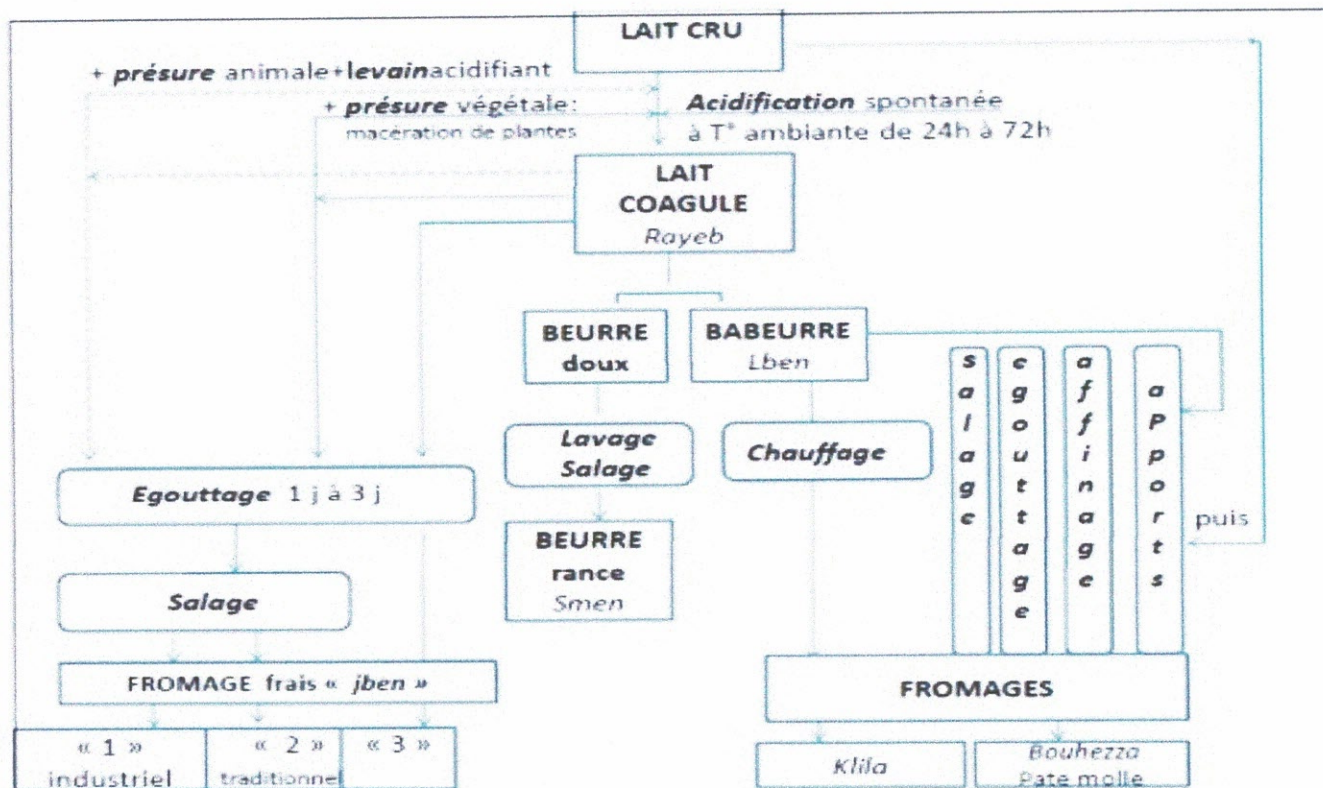 LAIT CRU
+ présure animale+levainacidifiant
+ présure végétale:
macération de plantes
Acidification spontanée
à T° ambiante de 24h à 72h
LAIT
COAGULE
Rayeb
BEURRE
doux
BABEURRE
Lben
Lavage
Salage
Chauffage
salage
egouttage
affinage
aPports
puis
Egouttage 1 j à 3 j
BEURRE
rance
Smen
Salage
FROMAGE frais « jben »
FROMAGES
« 1 »
industriel
« 2 »
traditionnel
« 3 »
Klila
Bouhezza
Pate molle